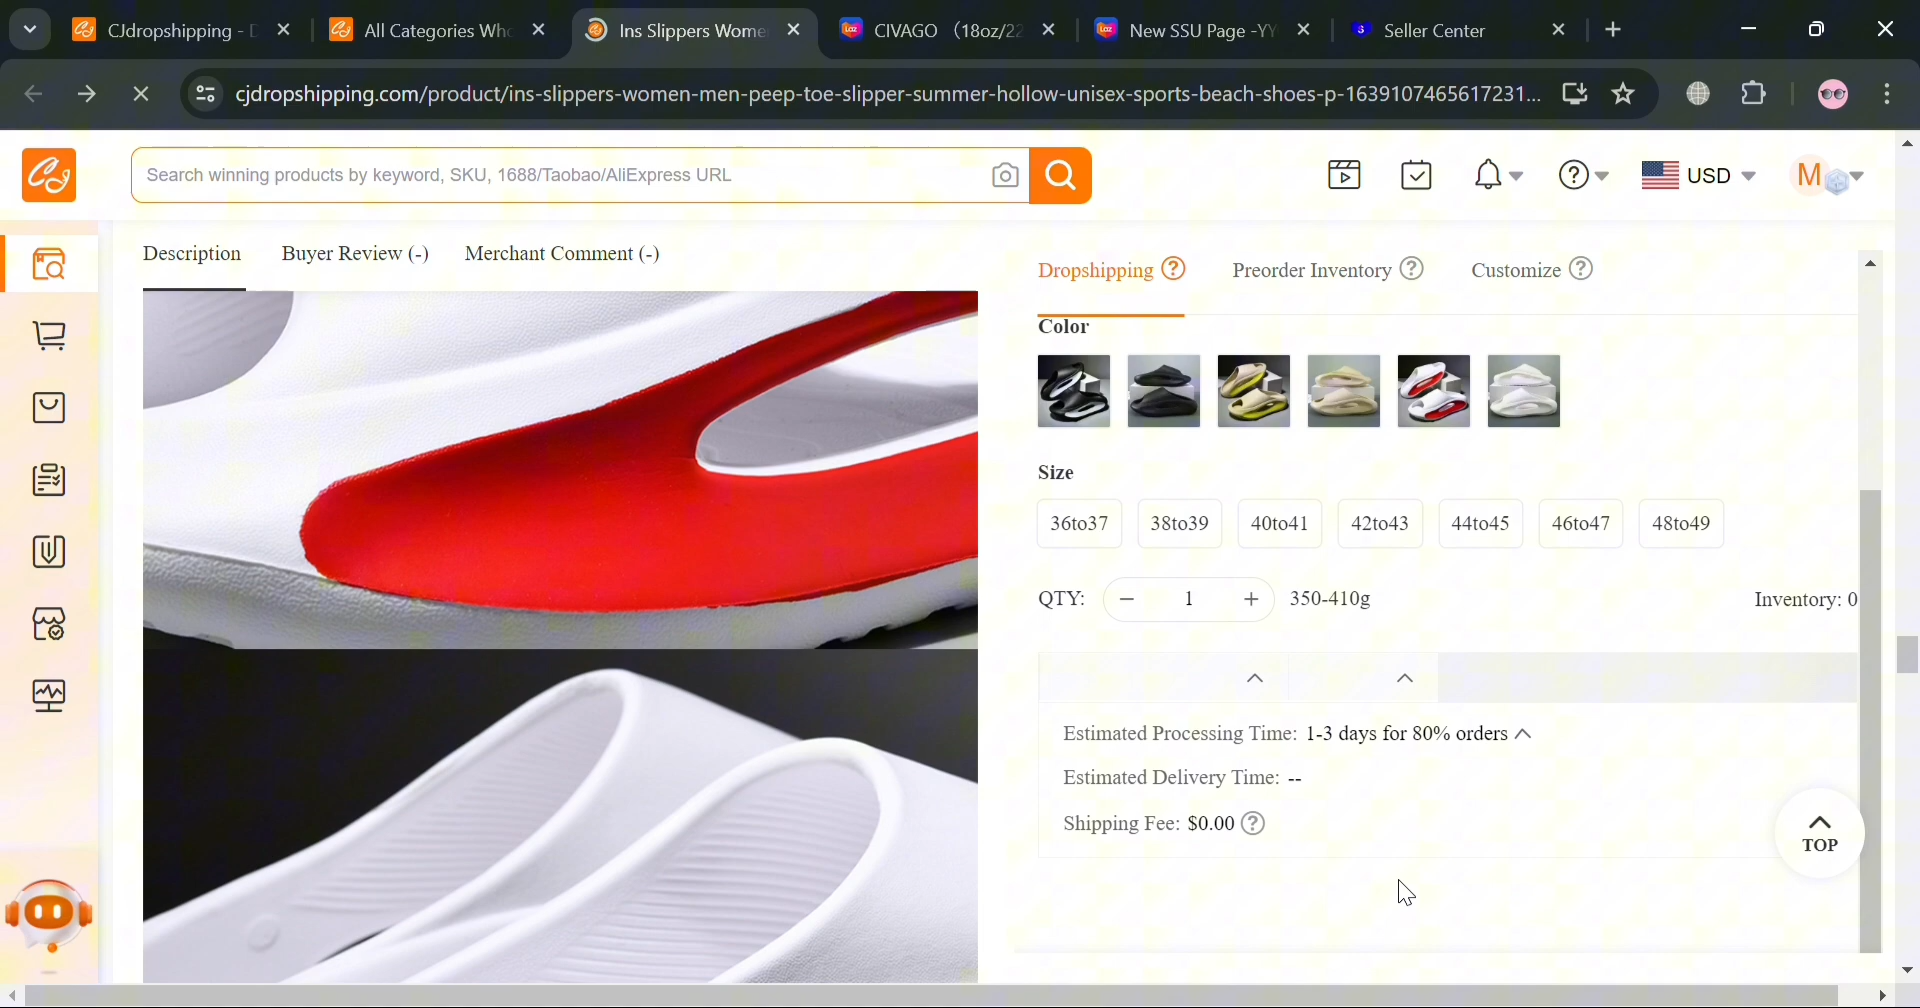 CJdropshipping - D
All Categories Who
Ins Slippers Wome
CIVAGO （18oz/22
New SSU Page -YY
Seller Center
cjdropshipping.com/product/ins-slippers-women-men-peep-toe-slipper-summer-hollow-unisex-sports-beach-shoes-p-1639107465617231...
Search winning products by keyword, SKU, 1688/Taobao/AliExpress URL
USD
M
Description
Buyer Review (-)
Merchant Comment (-)
Dropshipping ?
Preorder Inventory ?
Customize ?
Color
Size
36to37
38to39
40to41
42to43
44to45
46to47
48to49
QTY: − 1 + 350-410g
Inventory: 0
Estimated Processing Time: 1-3 days for 80% orders
Estimated Delivery Time: --
Shipping Fee: $0.00 ?
TOP